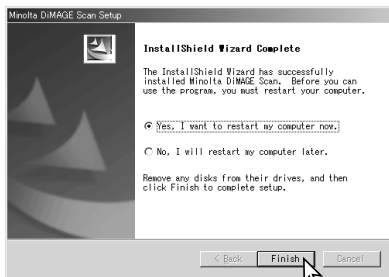 Minolta DiMAGE Scan Setup
InstallShield Wizard Complete
The InstallShield Wizard has successfully
installed Minolta DiMAGE Scan. Before you can
use the program, you must restart your computer.
Yes, I want to restart my computer now.
No, I will restart my computer later.
Remove any disks from their drives, and then
click Finish to complete setup.
< Back Finish Cancel